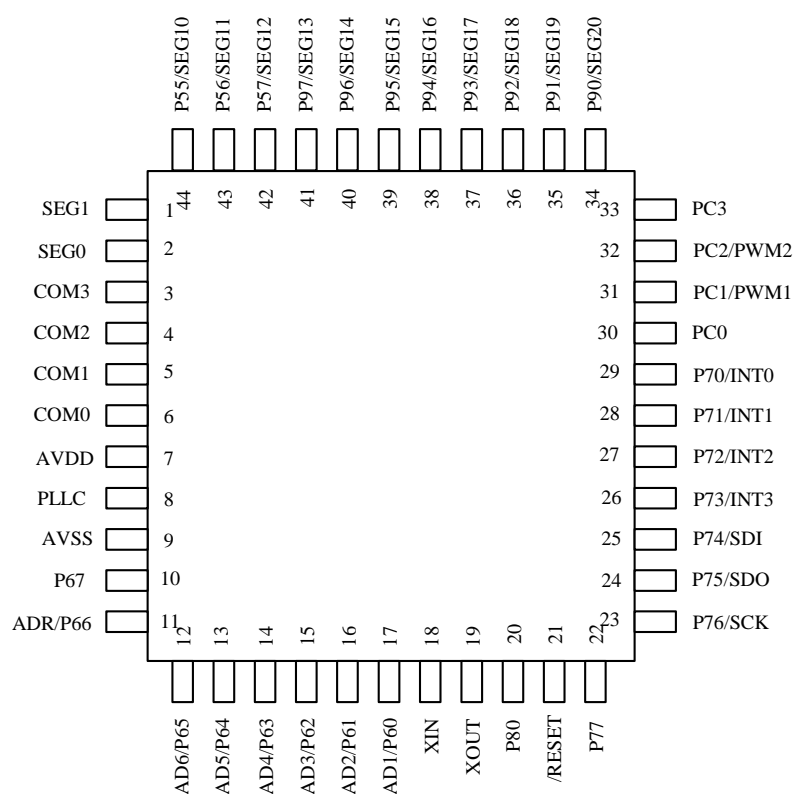 P55/SEG10
P56/SEG11
P57/SEG12
P97/SEG13
P96/SEG14
P95/SEG15
P94/SEG16
P93/SEG17
P92/SEG18
P91/SEG19
P90/SEG20
44
43
42
41
40
39
38
37
36
35
34
SEG1
1
33
PC3
SEG0
2
32
PC2/PWM2
COM3
3
31
PC1/PWM1
COM2
4
30
PC0
COM1
5
29
P70/INT0
COM0
6
28
P71/INT1
AVDD
7
27
P72/INT2
PLLC
8
26
P73/INT3
AVSS
9
25
P74/SDI
P67
10
24
P75/SDO
ADR/P66
11
23
P76/SCK
12
13
14
15
16
17
18
19
20
21
22
AD6/P65
AD5/P64
AD4/P63
AD3/P62
AD2/P61
AD1/P60
XIN
XOUT
P80
/RESET
P77